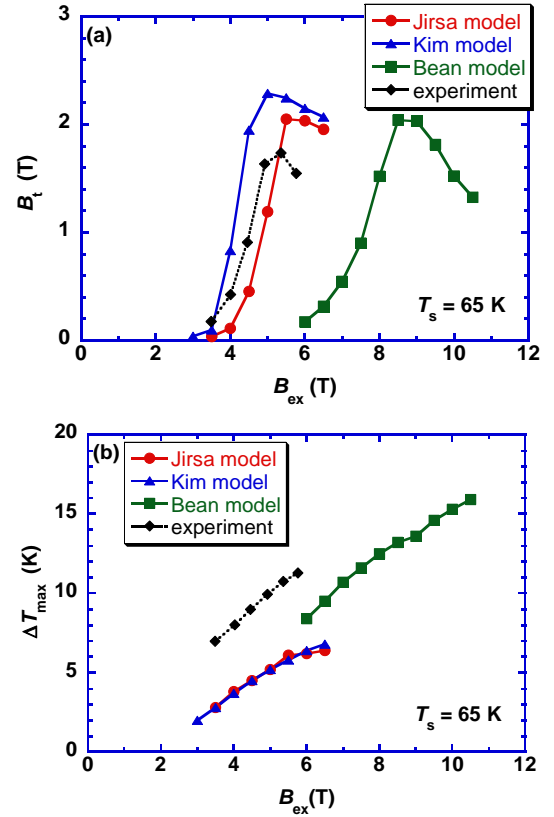 (a)
Jirsa model
Kim model
Bean model
experiment
3
2
1
0
B_t (T)
T_s = 65 K
0 2 4 6 8 10 12
B_ex(T)
(b)
Jirsa model
Kim model
Bean model
experiment
20
15
10
5
0
ΔT_max (K)
T_s = 65 K
0 2 4 6 8 10 12
B_ex(T)